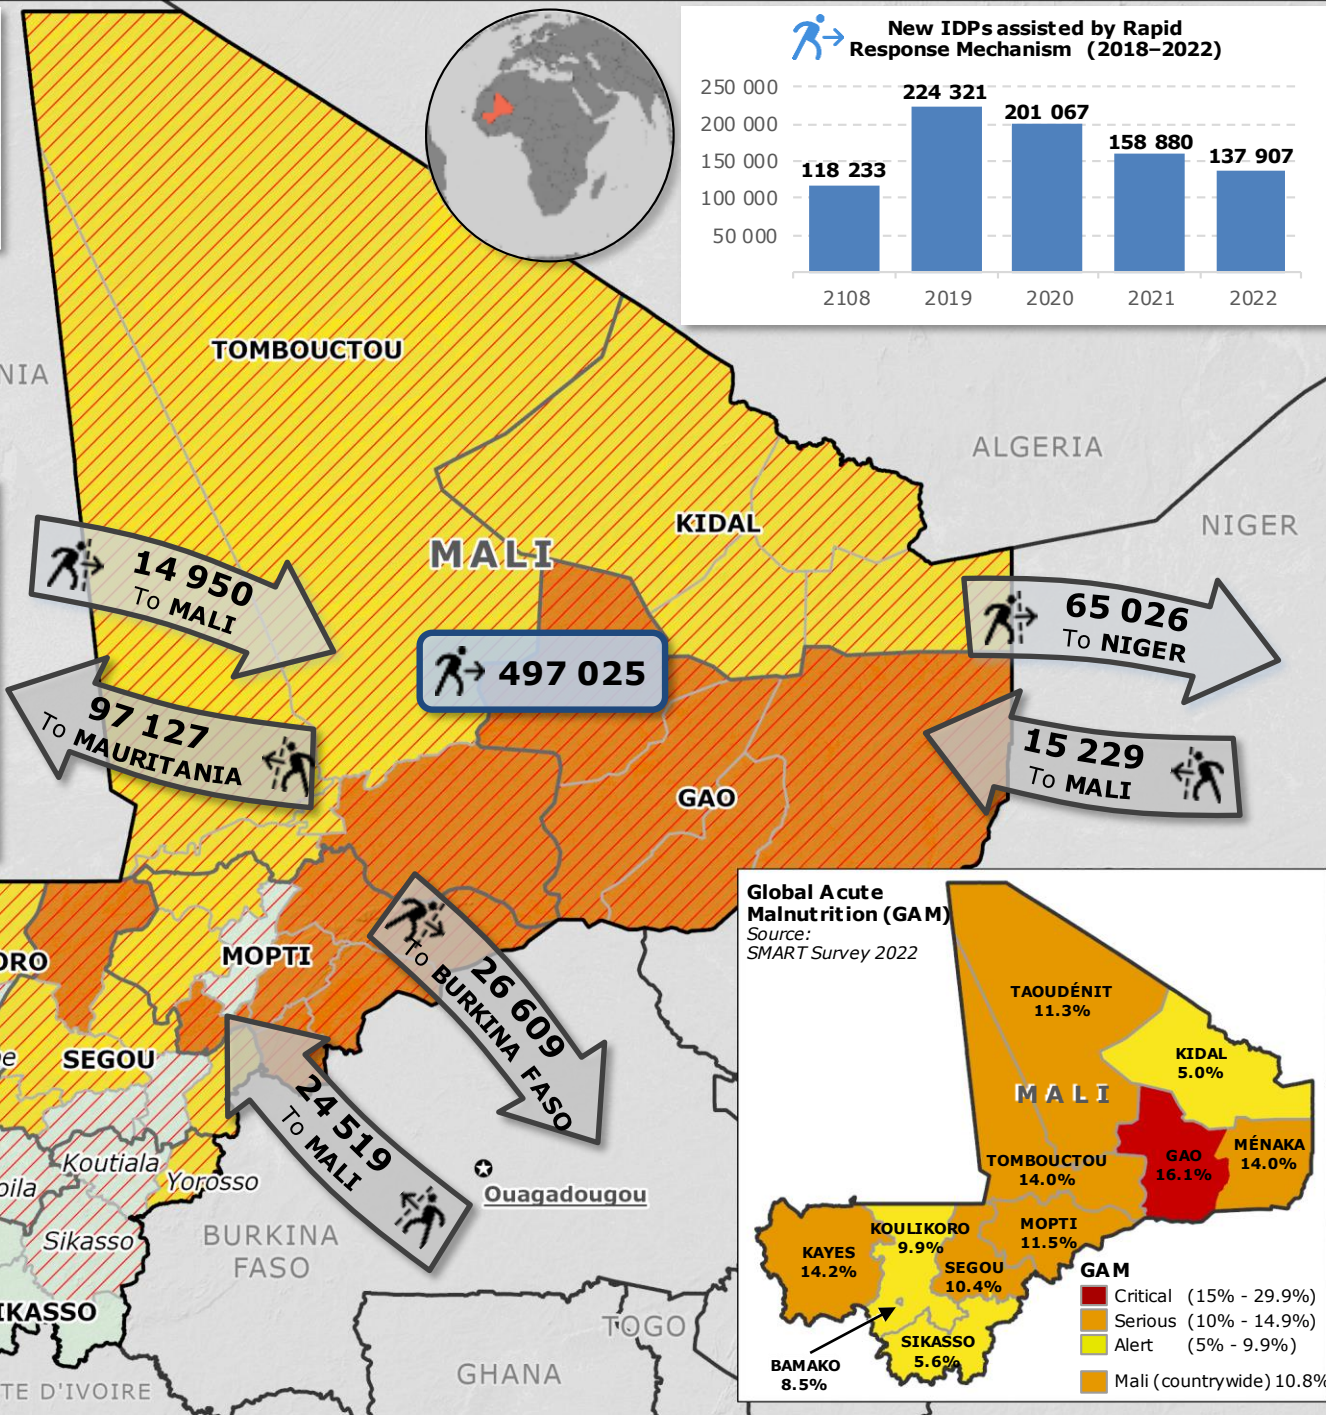 New IDPs assisted by Rapid
Response Mechanism (2018–2022)
250 000
200 000
150 000
100 000
50 000
118 233
224 321
201 067
158 880
137 907
2108
2019
2020
2021
2022
TOMBOUCTOU
NIA
ALGERIA
KIDAL
NIGER
MALI
14 950
To MALI
65 026
To NIGER
497 025
97 127
To MAURITANIA
15 229
To MALI
GAO
ORO
MOPTI
26 609
To BURKINA FASO
SEGOU
24 519
To MALI
Koutiala
Yorosso
oila
Sikasso
Ouagadougou
BURKINA
FASO
IKASSO
TOGO
GHANA
TE D'IVOIRE
Global Acute
Malnutrition (GAM)
Source:
SMART Survey 2022
TAOUDÉNIT
11.3%
KIDAL
5.0%
MALI
GAO
16.1%
MÉNAKA
14.0%
TOMBOUCTOU
14.0%
KOULIKORO
9.9%
MOPTI
11.5%
KAYES
14.2%
SEGOU
10.4%
SIKASSO
5.6%
BAMAKO
8.5%
GAM
Critical (15% - 29.9%)
Serious (10% - 14.9%)
Alert (5% - 9.9%)
Mali (countrywide) 10.8%